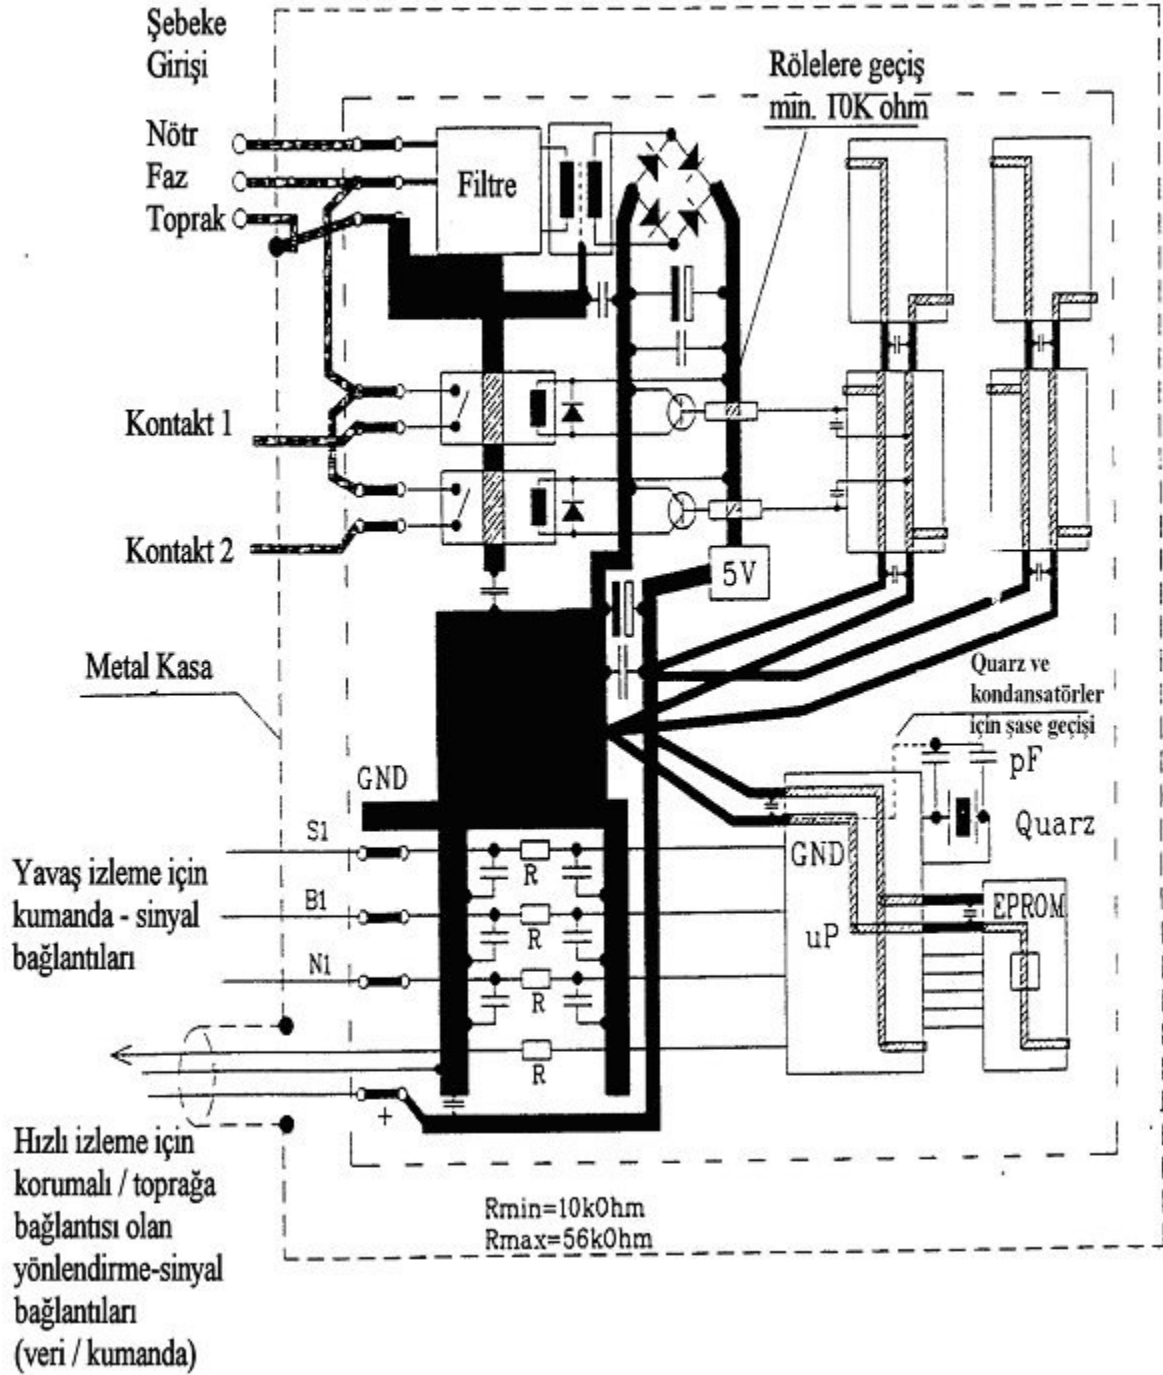 Şebeke
Girişi
Rölelere geçiş
min. 10K ohm
Nötr
Faz
Toprak
Filtre
Kontakt 1
Kontakt 2
5V
Metal Kasa
Quarz ve
kondansatörler
için şase geçişi
pF
Quarz
GND
S1
R
GND
Yavaş izleme için
kumanda - sinyal
bağlantıları
B1
R
uP
EPROM
N1
R
R
+
Hızlı izleme için
korumalı / toprağa
bağlantısı olan
yönlendirme-sinyal
bağlantıları
(veri / kumanda)
Rmin=10kOhm
Rmax=56kOhm